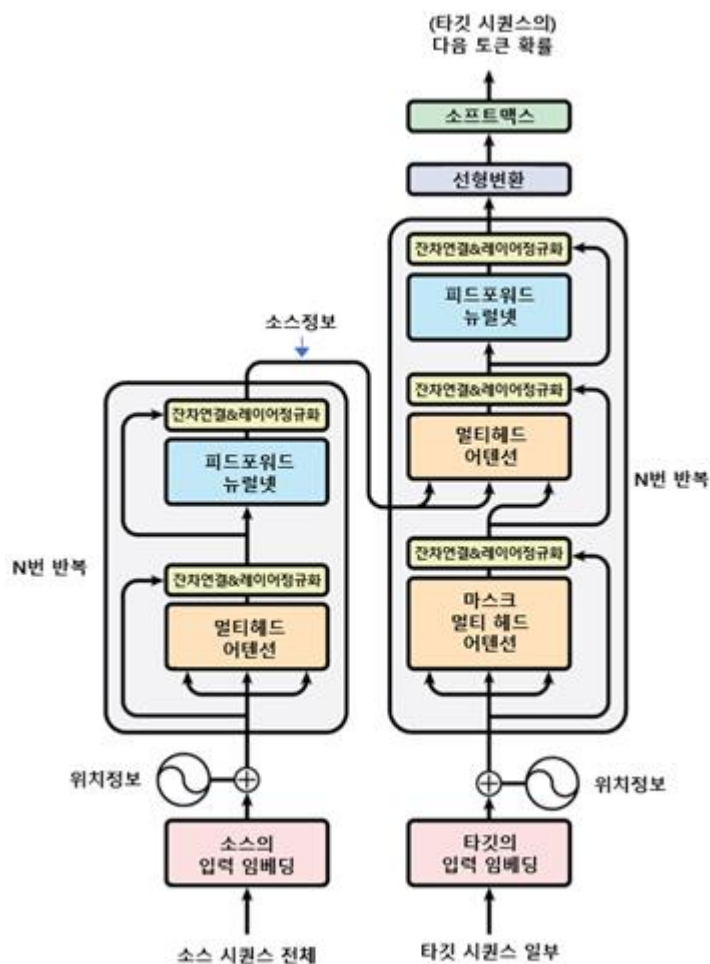 (타깃 시퀀스의)
다음 토큰 확률
소프트맥스
선형변환
잔차연결&레이어정규화
피드포워드
뉴럴넷
잔차연결&레이어정규화
멀티헤드
어텐션
N번 반복
잔차연결&레이어정규화
마스크
멀티 헤드
어텐션
위치정보
타깃의
입력 임베딩
타깃 시퀀스 일부
소스정보
잔차연결&레이어정규화
피드포워드
뉴럴넷
N번 반복
잔차연결&레이어정규화
멀티헤드
어텐션
위치정보
소스의
입력 임베딩
소스 시퀀스 전체